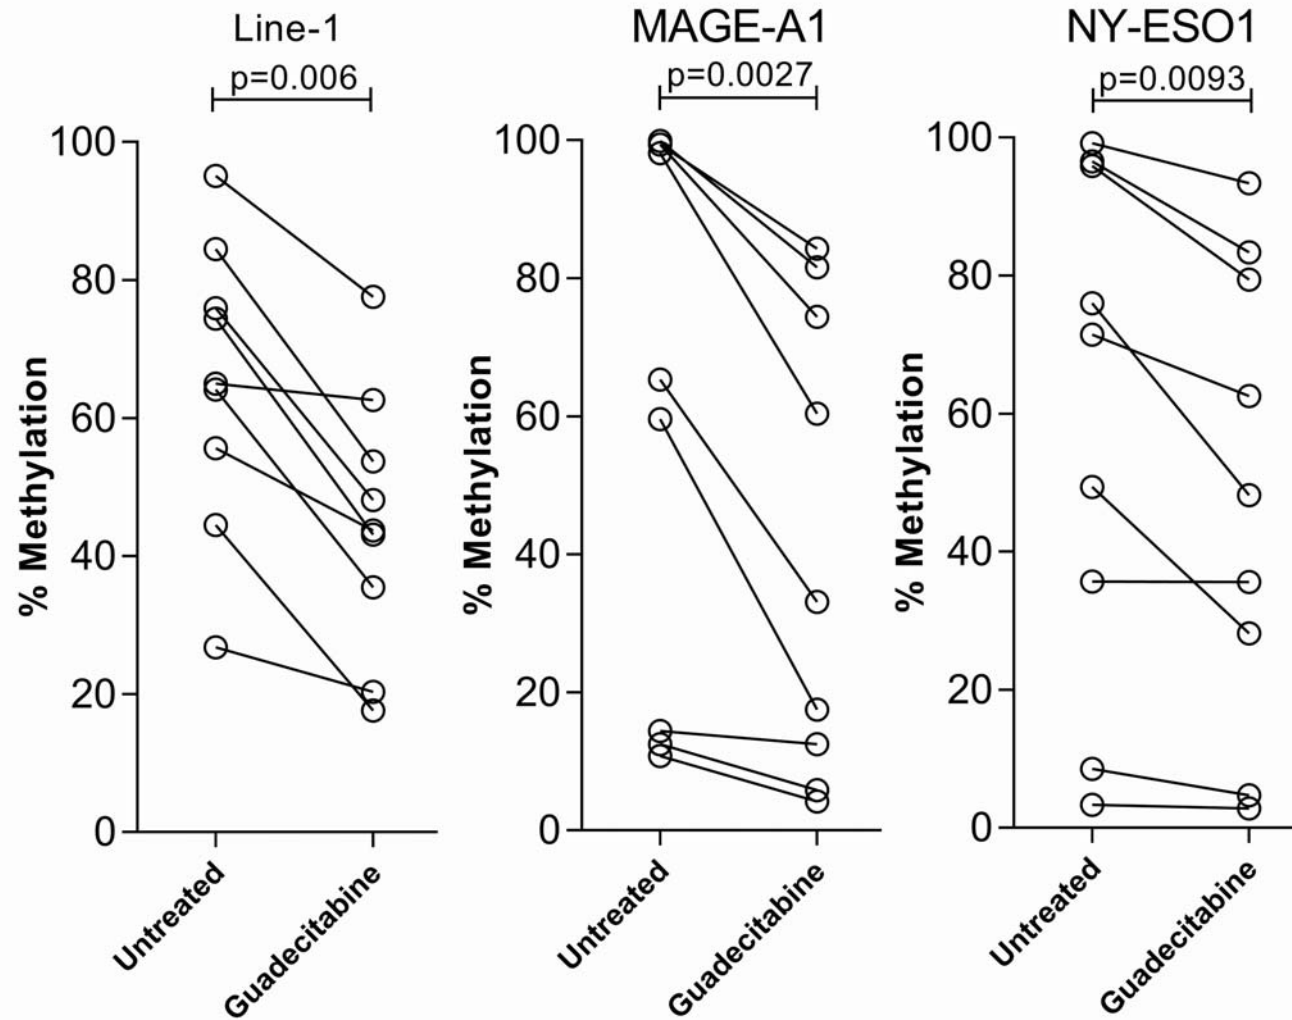 Line-1
p=0.006
100
80
60
40
20
0
% Methylation
Untreated
Guadecitabine
MAGE-A1
p=0.0027
100
80
60
40
20
0
% Methylation
Untreated
Guadecitabine
NY-ESO1
p=0.0093
100
80
60
40
20
0
% Methylation
Untreated
Guadecitabine